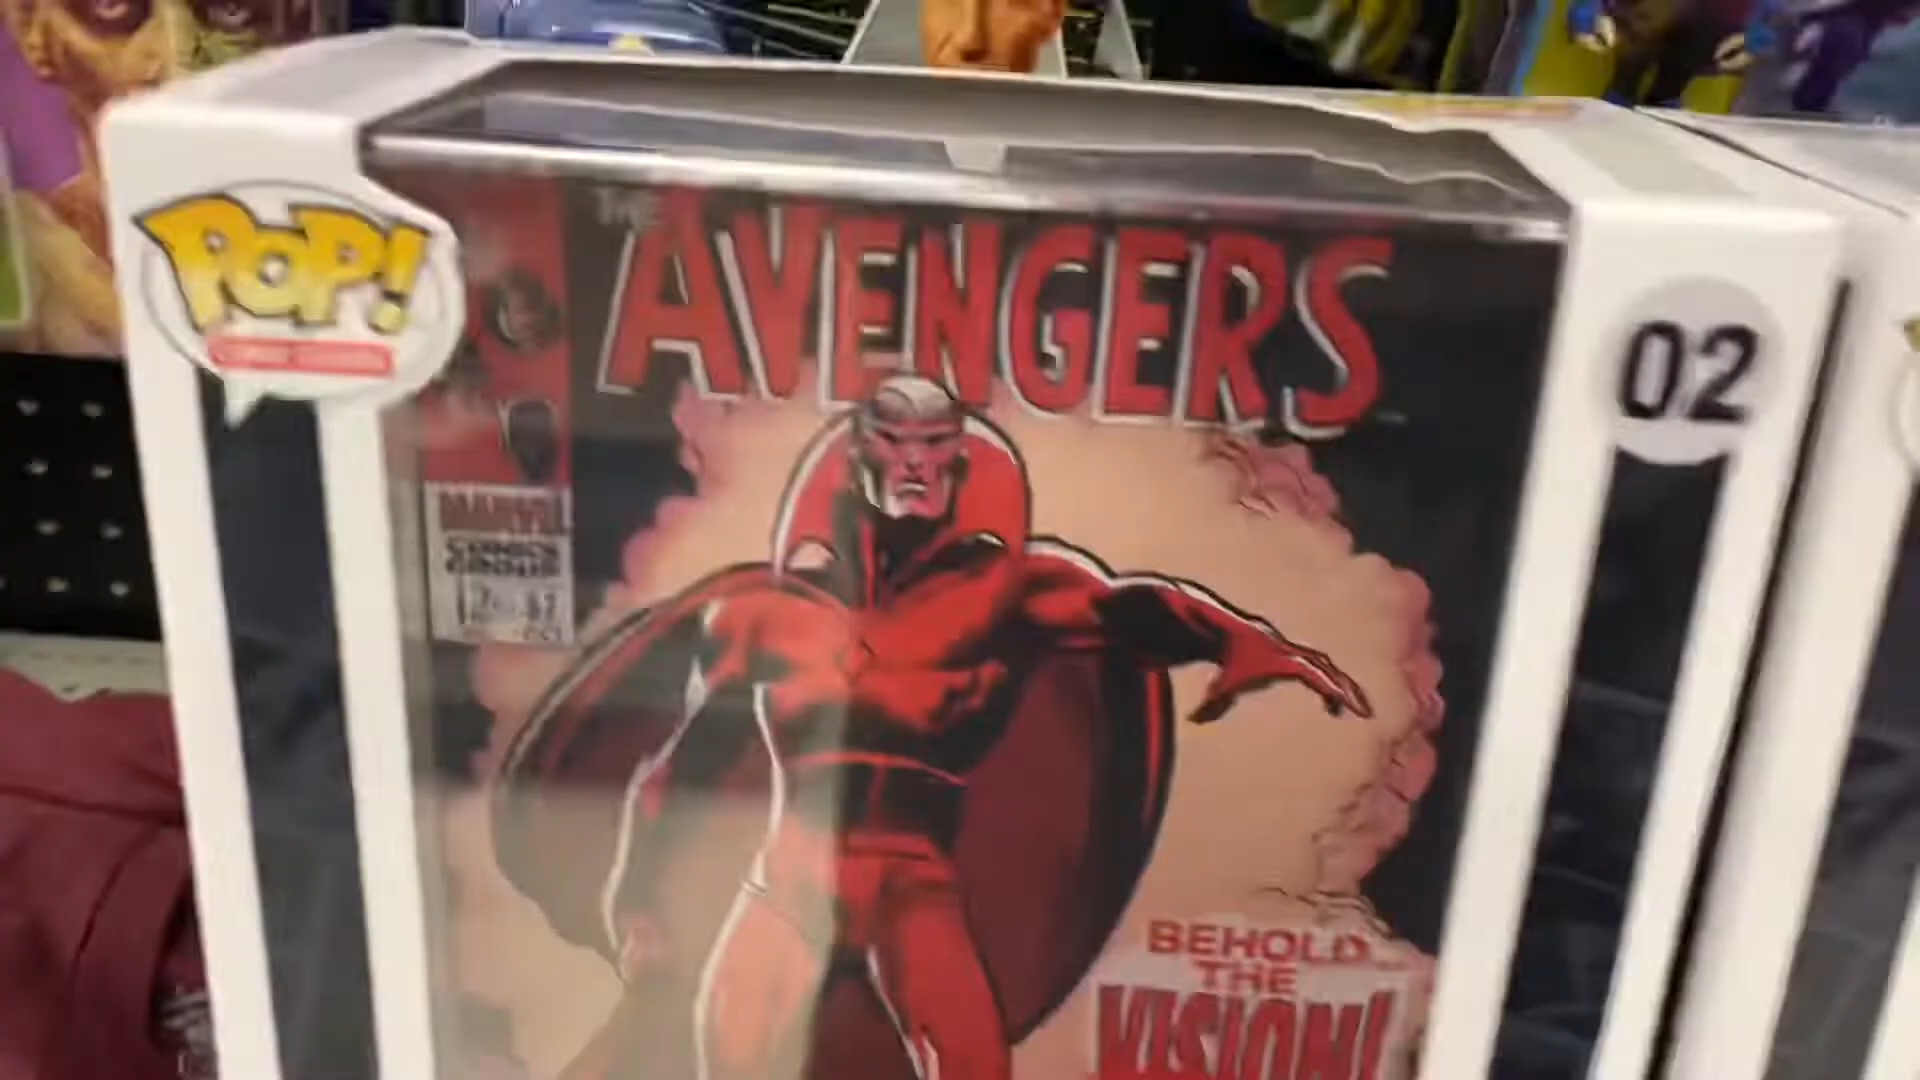 POP!
THE
AVENGERS
02
MARVEL
COMICS
GROUP
BEHOLD...
THE
VISION!